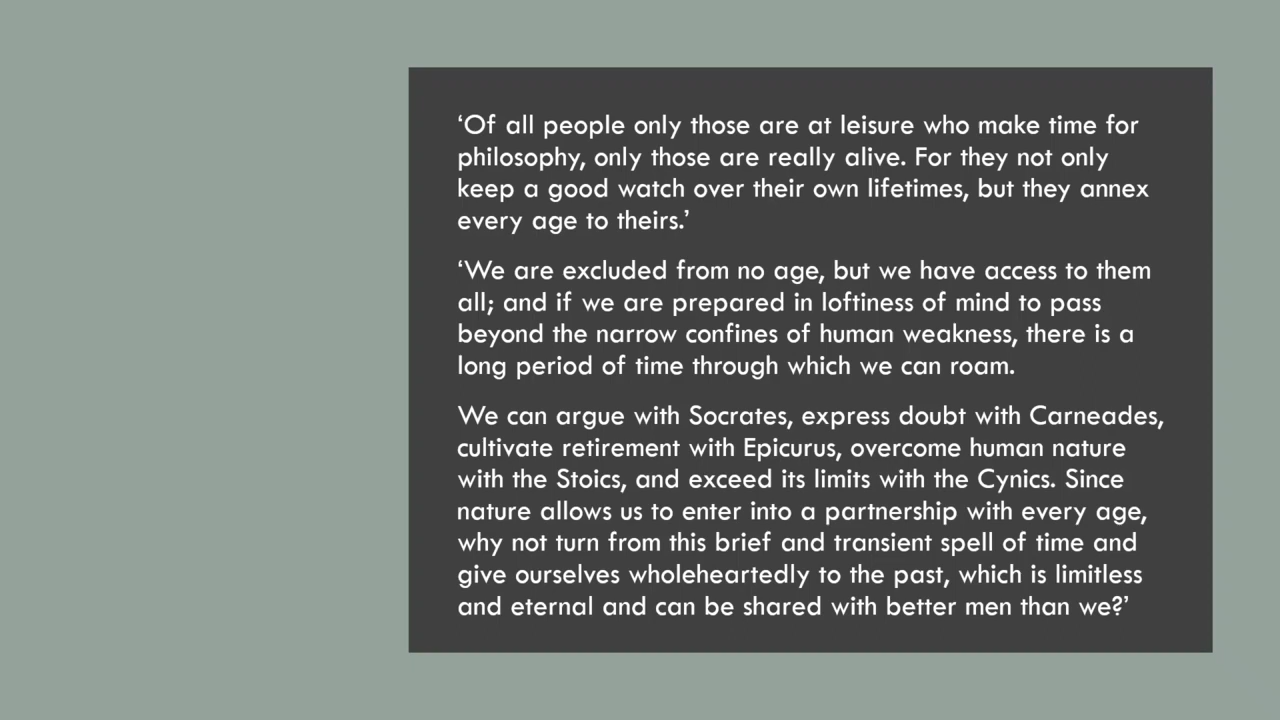 ‘Of all people only those are at leisure who make time for
philosophy, only those are really alive. For they not only
keep a good watch over their own lifetimes, but they annex
every age to theirs.’
‘We are excluded from no age, but we have access to them
all; and if we are prepared in loftiness of mind to pass
beyond the narrow confines of human weakness, there is a
long period of time through which we can roam.
We can argue with Socrates, express doubt with Carneades,
cultivate retirement with Epicurus, overcome human nature
with the Stoics, and exceed its limits with the Cynics. Since
nature allows us to enter into a partnership with every age,
why not turn from this brief and transient spell of time and
give ourselves wholeheartedly to the past, which is limitless
and eternal and can be shared with better men than we?’